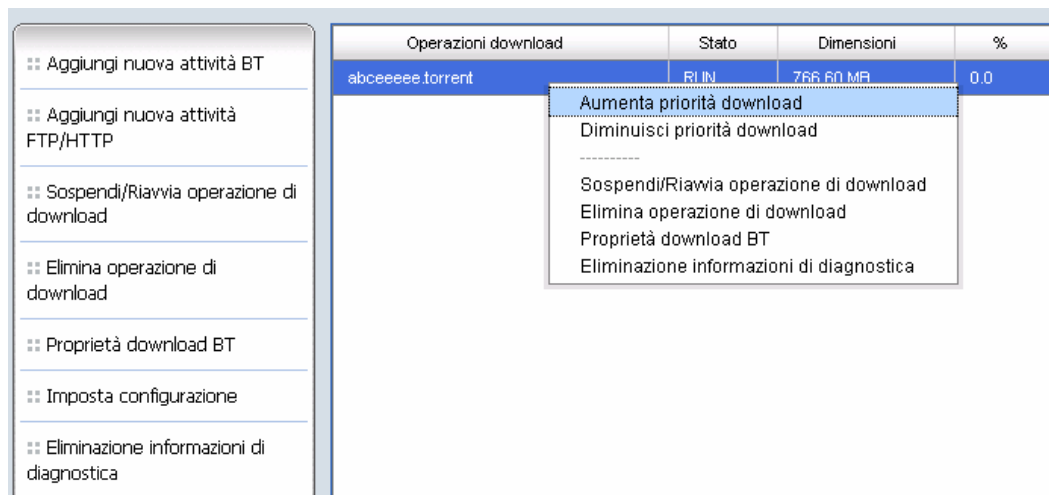 Aggiungi nuova attività BT
Aggiungi nuova attività
FTP/HTTP
Sospendi/Riavvia operazione di
download
Elimina operazione di
download
Proprietà download BT
Imposta configurazione
Eliminazione informazioni di
diagnostica
Operazioni download Stato Dimensioni %
abceeeee.torrent RUN 766.60 MB 0.0
Aumenta priorità download
Diminuisci priorità download
----------
Sospendi/Riavvia operazione di download
Elimina operazione di download
Proprietà download BT
Eliminazione informazioni di diagnostica